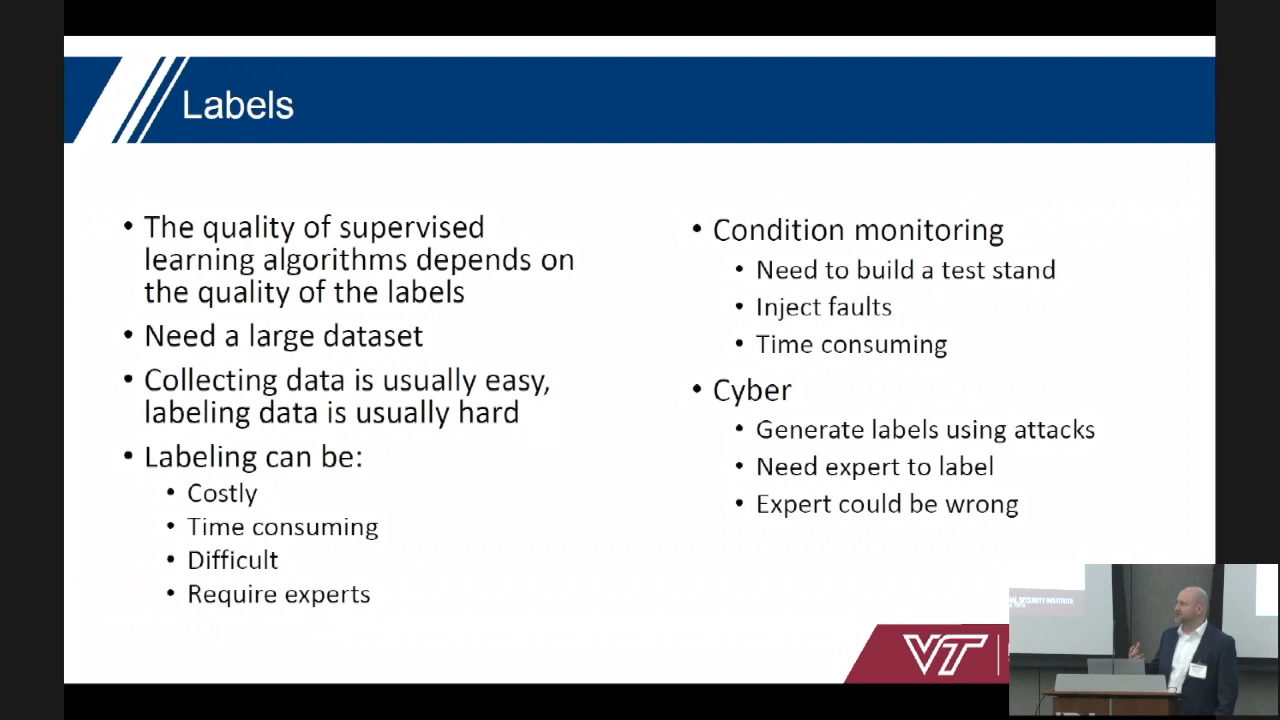 Labels
• The quality of supervised
learning algorithms depends on
the quality of the labels
• Need a large dataset
• Collecting data is usually easy,
labeling data is usually hard
• Labeling can be:
• Costly
• Time consuming
• Difficult
• Require experts
• Condition monitoring
• Need to build a test stand
• Inject faults
• Time consuming
• Cyber
• Generate labels using attacks
• Need expert to label
• Expert could be wrong
VT
SECURITY INSTITUTE